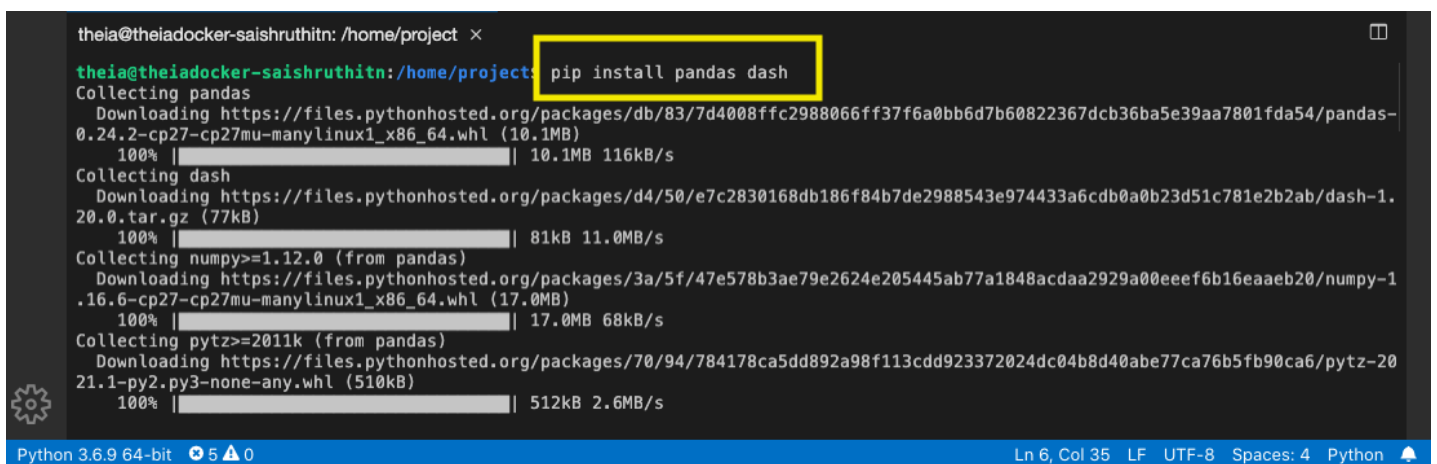 theia@theiadocker-saishruthitn: /home/project ×
theia@theiadocker-saishruthitn:/home/project$ pip install pandas dash
Collecting pandas
Downloading https://files.pythonhosted.org/packages/db/83/7d4008ffc2988066ff37f6a0bb6d7b60822367dcb36ba5e39aa7801fda54/pandas-
0.24.2-cp27-cp27mu-manylinux1_x86_64.whl (10.1MB)
100% || 10.1MB 116kB/s
Collecting dash
Downloading https://files.pythonhosted.org/packages/d4/50/e7c2830168db186f84b7de2988543e974433a6cdb0a0b23d51c781e2b2ab/dash-1.
20.0.tar.gz (77kB)
100% || 81kB 11.0MB/s
Collecting numpy>=1.12.0 (from pandas)
Downloading https://files.pythonhosted.org/packages/3a/5f/47e578b3ae79e2624e205445ab77a1848acdaa2929a00eeef6b16eaaeb20/numpy-1
.16.6-cp27-cp27mu-manylinux1_x86_64.whl (17.0MB)
100% || 17.0MB 68kB/s
Collecting pytz>=2011k (from pandas)
Downloading https://files.pythonhosted.org/packages/70/94/784178ca5dd892a98f113cdd923372024dc04b8d40abe77ca76b5fb90ca6/pytz-20
21.1-py2.py3-none-any.whl (510kB)
100% || 512kB 2.6MB/s
Python 3.6.9 64-bit 5 0 Ln 6, Col 35 LF UTF-8 Spaces: 4 Python